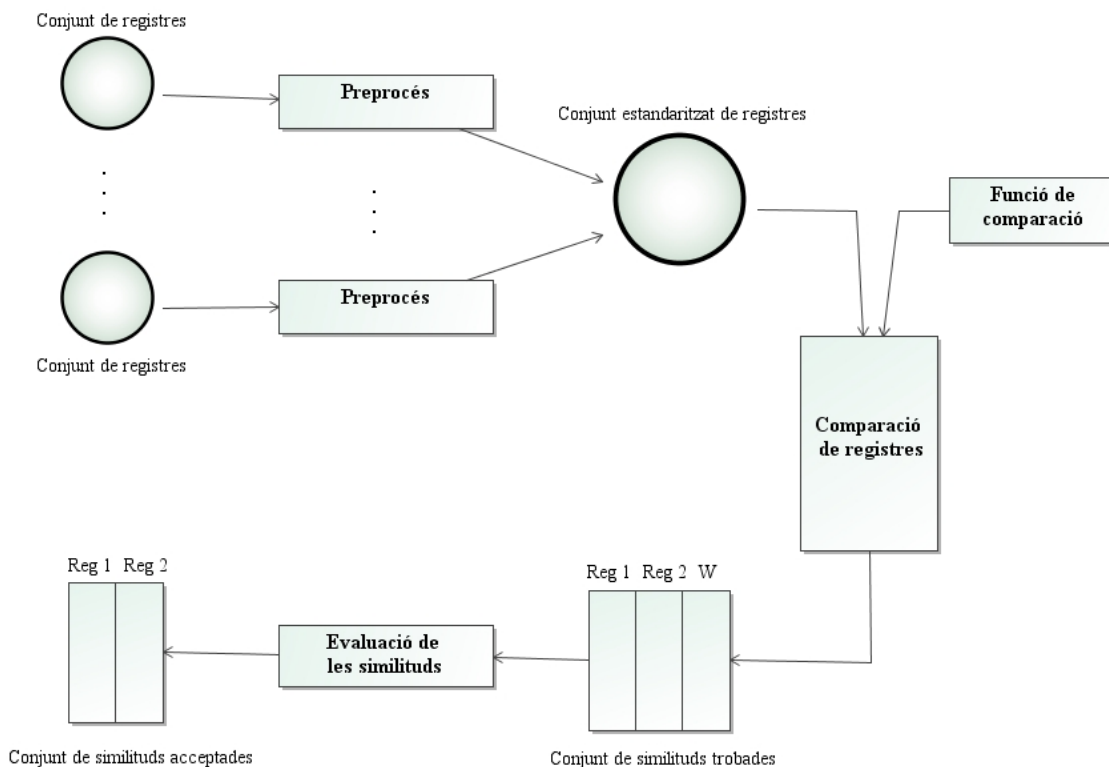 Conjunt de registres
Preprocés
Conjunt estandaritzat de registres
Funció de
comparació
Preprocés
Conjunt de registres
Comparació
de registres
Reg 1 Reg 2
Reg 1 Reg 2 W
Evaluació de
les similituds
Conjunt de similituds acceptades
Conjunt de similituds trobades